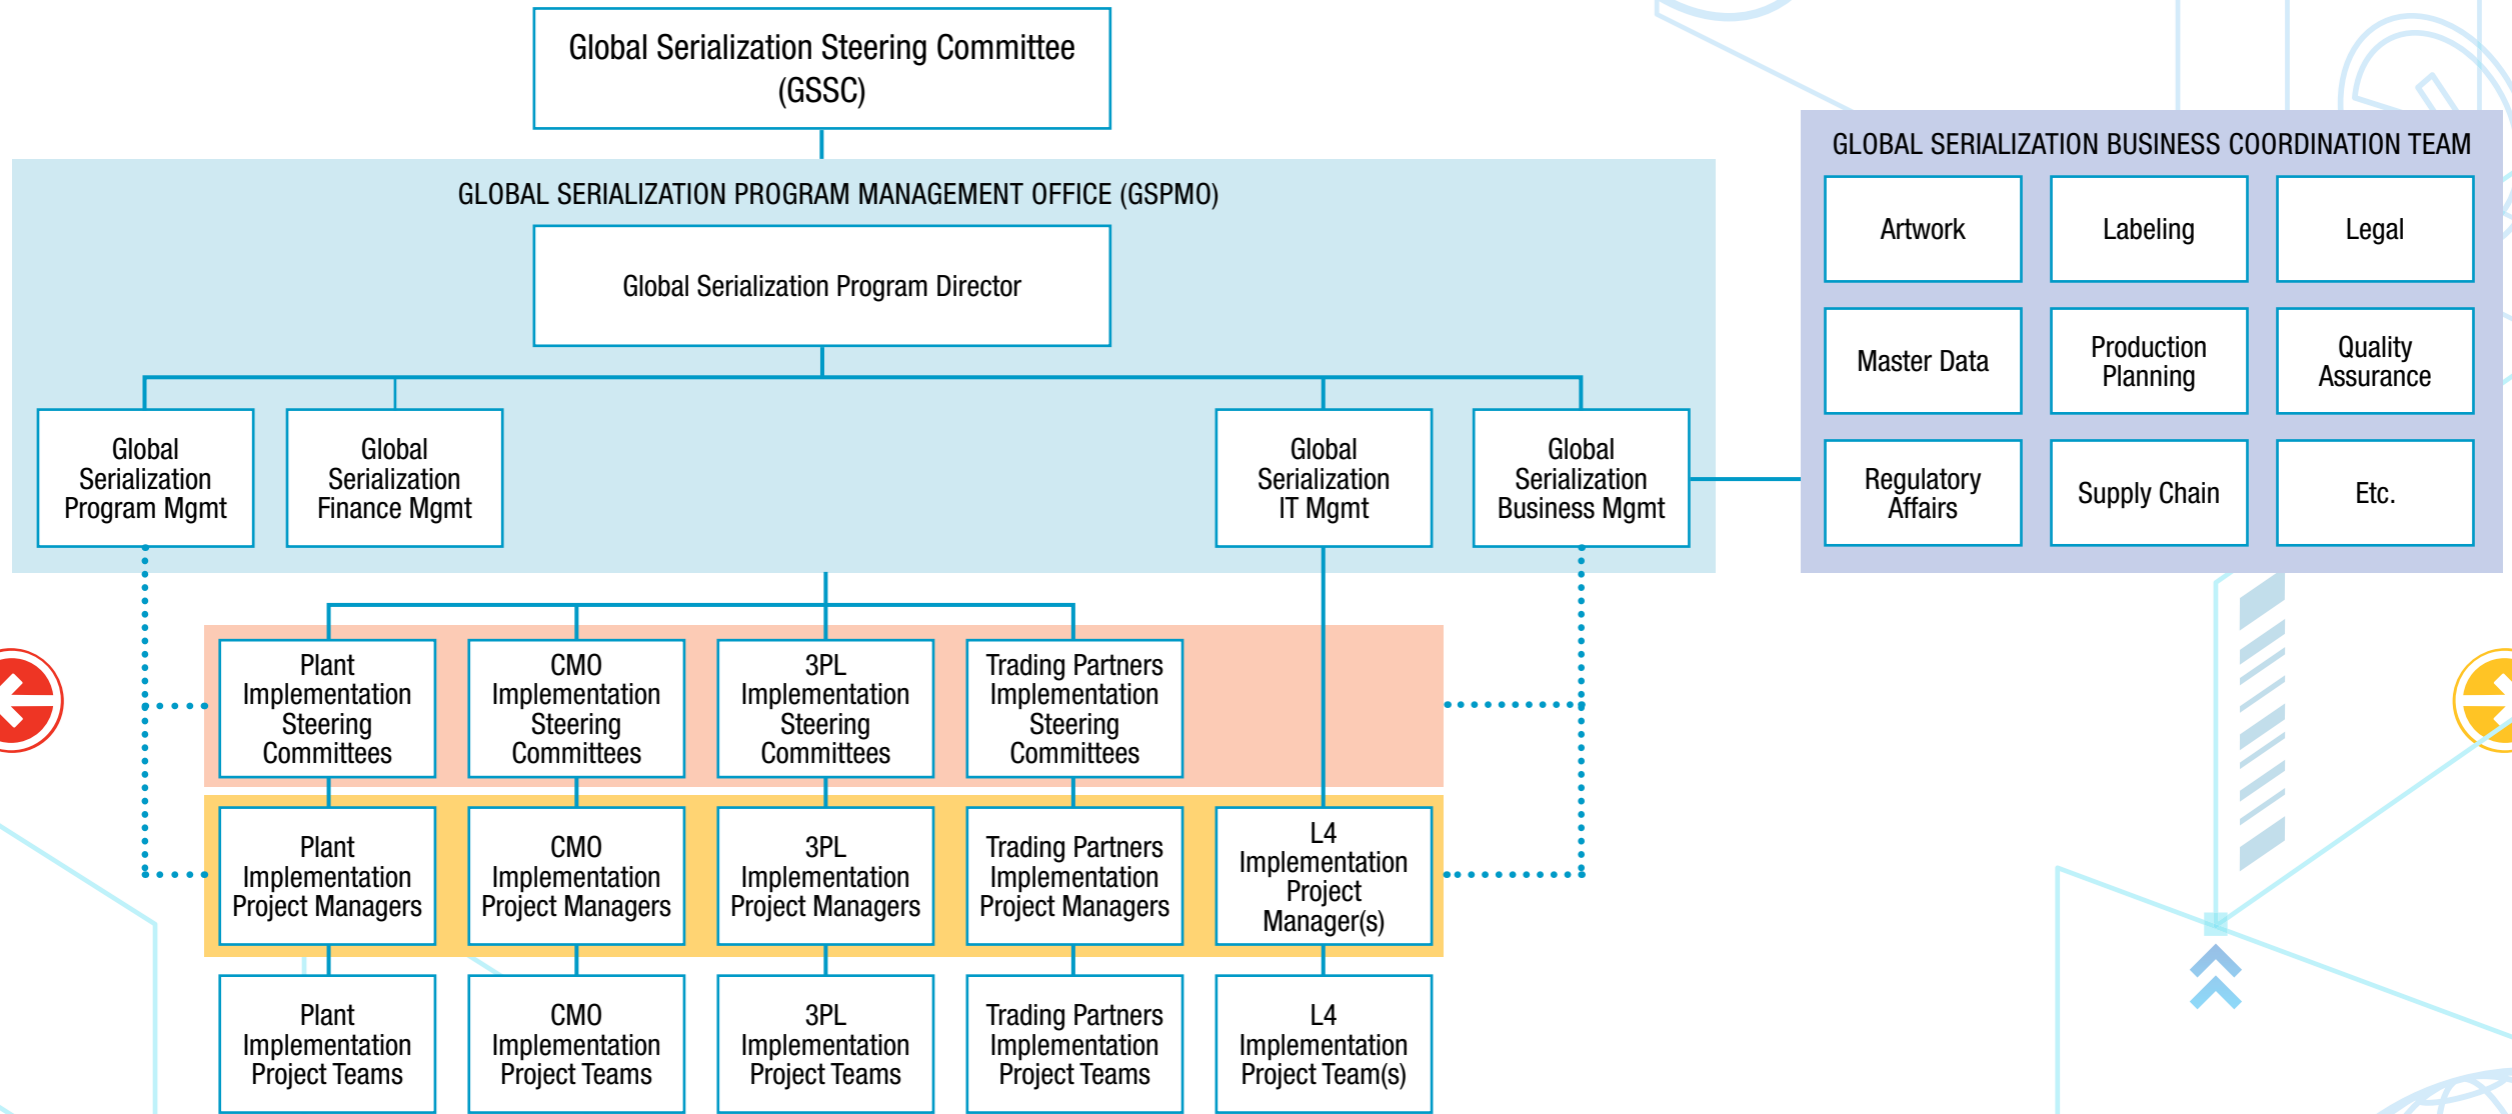 Global Serialization Steering Committee
(GSSC)
GLOBAL SERIALIZATION PROGRAM MANAGEMENT OFFICE (GSPMO)
Global Serialization Program Director
Global
Serialization
Program Mgmt
Global
Serialization
Finance Mgmt
Global
Serialization
IT Mgmt
Global
Serialization
Business Mgmt
GLOBAL SERIALIZATION BUSINESS COORDINATION TEAM
Artwork
Labeling
Legal
Master Data
Production
Planning
Quality
Assurance
Regulatory
Affairs
Supply Chain
Etc.
Plant
Implementation
Steering
Committees
CMO
Implementation
Steering
Committees
3PL
Implementation
Steering
Committees
Trading Partners
Implementation
Steering
Committees
Plant
Implementation
Project Managers
CMO
Implementation
Project Managers
3PL
Implementation
Project Managers
Trading Partners
Implementation
Project Managers
L4
Implementation
Project
Manager(s)
Plant
Implementation
Project Teams
CMO
Implementation
Project Teams
3PL
Implementation
Project Teams
Trading Partners
Implementation
Project Teams
L4
Implementation
Project Team(s)